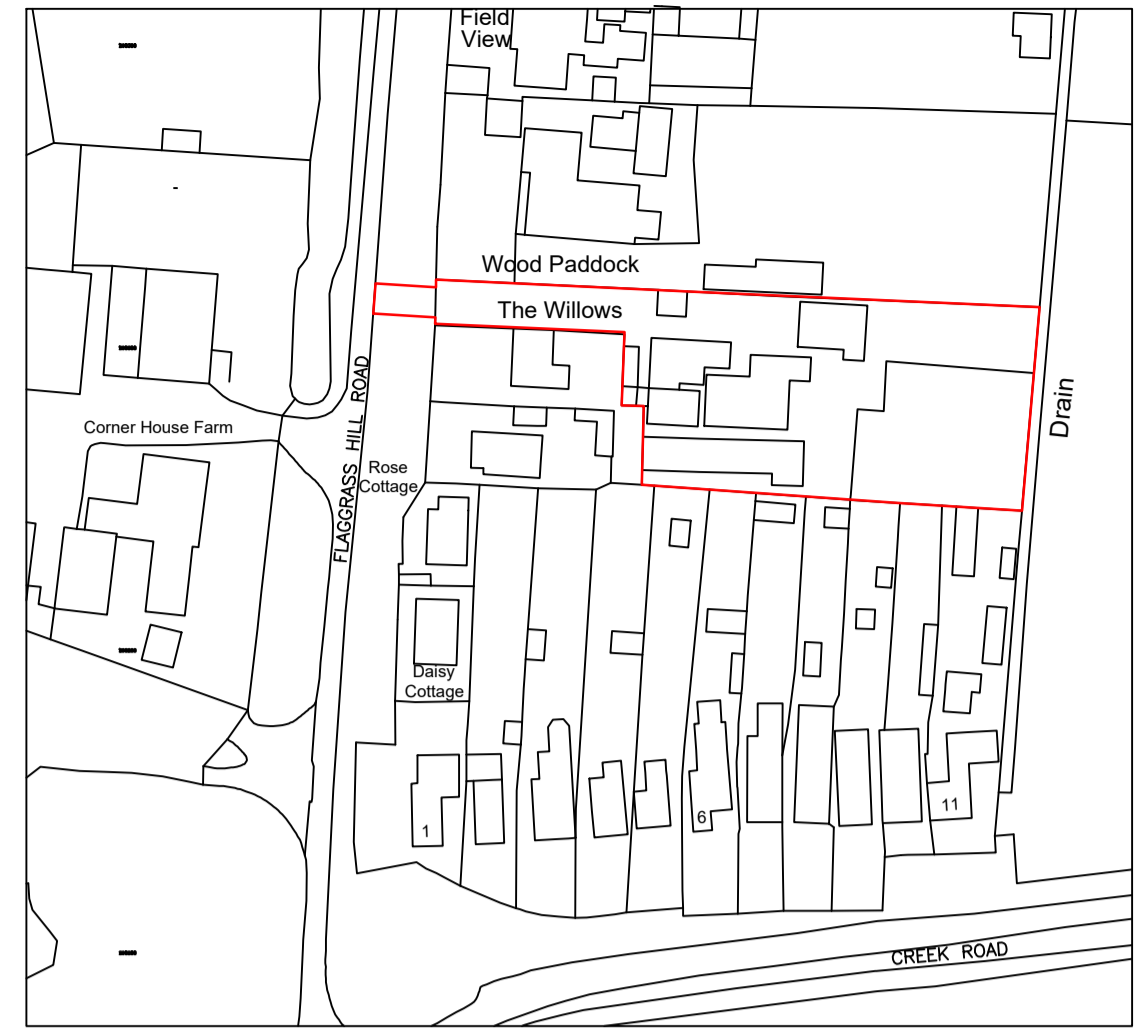 Field
View
Wood Paddock
The Willows
Drain
FLAGGRASS HILL ROAD
Corner House Farm
Rose
Cottage
Daisy
Cottage
1
6
11
CREEK ROAD